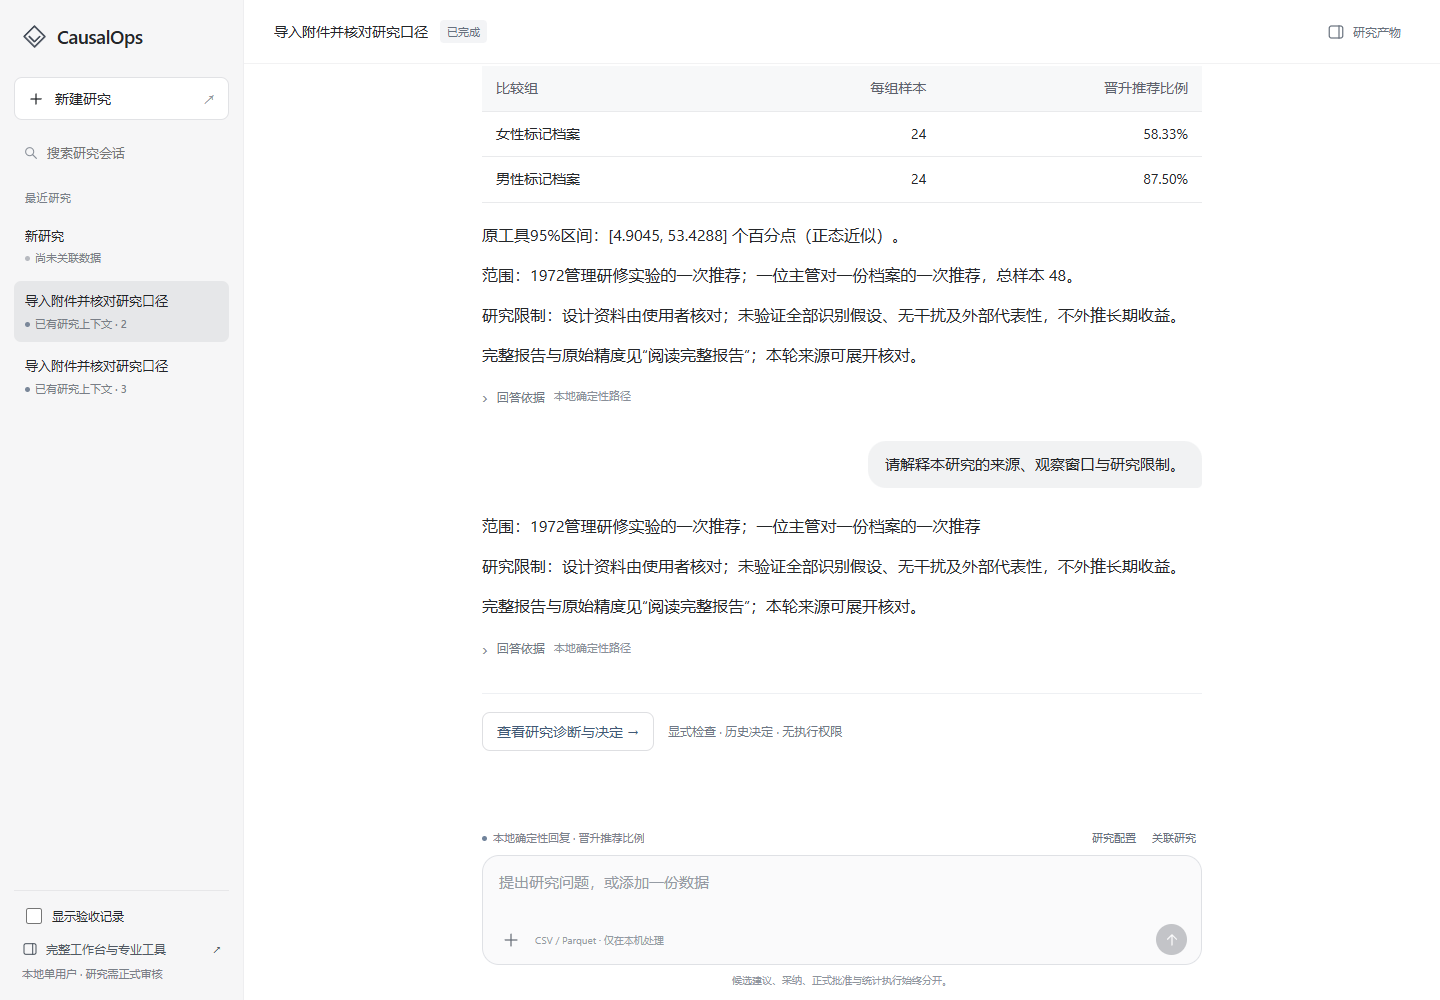 CausalOps
新建研究
搜索研究会话
最近研究
新研究
尚未关联数据
导入附件并核对研究口径
已有研究上下文 · 2
导入附件并核对研究口径
已有研究上下文 · 3
显示验收记录
完整工作台与专业工具
本地单用户 · 研究需正式审核
导入附件并核对研究口径 已完成
研究产物
比较组 每组样本 晋升推荐比例
女性标记档案 24 58.33%
男性标记档案 24 87.50%
原工具95%区间：[4.9045, 53.4288] 个百分点（正态近似）。
范围：1972管理研修实验的一次推荐；一位主管对一份档案的一次推荐，总样本 48。
研究限制：设计资料由使用者核对；未验证全部识别假设、无干扰及外部代表性，不外推长期收益。
完整报告与原始精度见“阅读完整报告”；本轮来源可展开核对。
回答依据 本地确定性路径
请解释本研究的来源、观察窗口与研究限制。
范围：1972管理研修实验的一次推荐；一位主管对一份档案的一次推荐
研究限制：设计资料由使用者核对；未验证全部识别假设、无干扰及外部代表性，不外推长期收益。
完整报告与原始精度见“阅读完整报告”；本轮来源可展开核对。
回答依据 本地确定性路径
查看研究诊断与决定 → 显式检查 · 历史决定 · 无执行权限
本地确定性回复 · 晋升推荐比例 研究配置 关联研究
提出研究问题，或添加一份数据
CSV / Parquet · 仅在本机处理
候选建议、采纳、正式批准与统计执行始终分开。